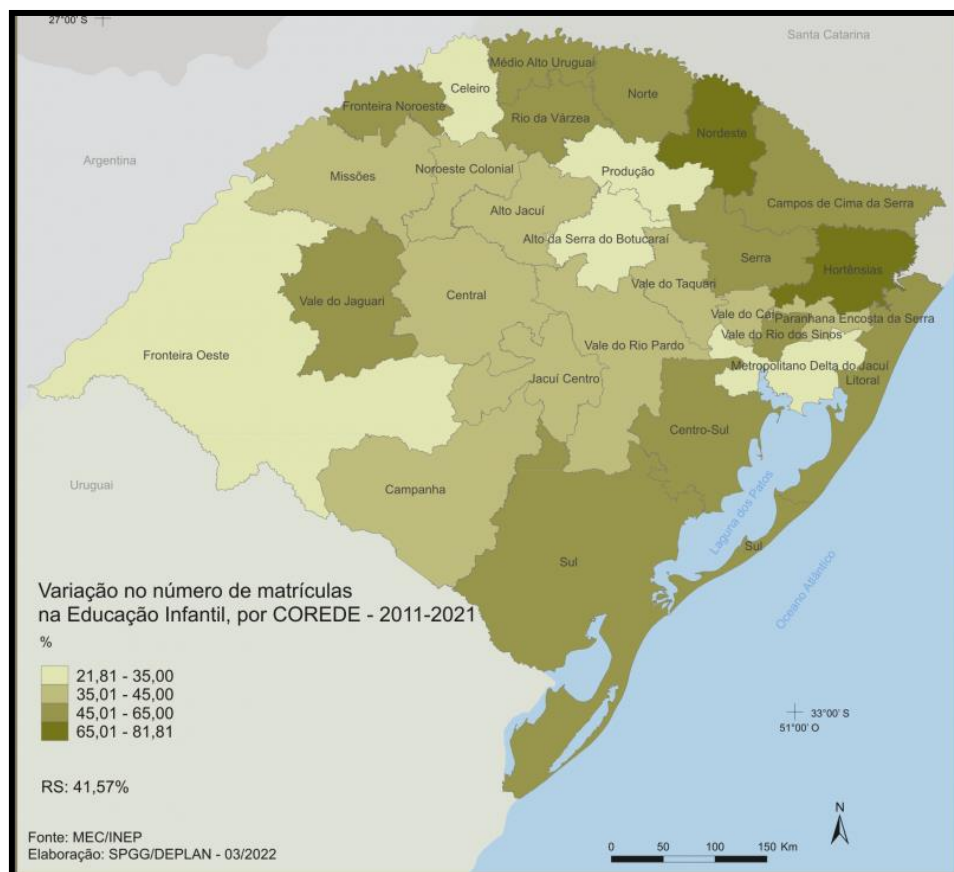 27°00' S
Santa Catarina
Médio Alto Uruguai
Celeiro
Norte
Fronteira Noroeste
Rio da Várzea
Nordeste
Argentina
Noroeste Colonial
Produção
Missões
Campos de Cima da Serra
Alto Jacuí
Alto da Serra do Botucaraí
Serra
Hortênsias
Vale do Taquari
Vale do Jaguari
Central
Vale do Caí
Paranhana Encosta da Serra
Vale do Rio dos Sinos
Vale do Rio Pardo
Fronteira Oeste
Metropolitano Delta do Jacuí
Jacuí Centro
Litoral
Centro-Sul
Uruguai
Campanha
Laguna dos Patos
Sul
Sul
Oceano Atlântico
Variação no número de matrículas
na Educação Infantil, por COREDE - 2011-2021
%
21,81 - 35,00
35,01 - 45,00
45,01 - 65,00
65,01 - 81,81
33°00' S
51°00' O
RS: 41,57%
N
Fonte: MEC/INEP
Elaboração: SPGG/DEPLAN - 03/2022
0 50 100 150 Km